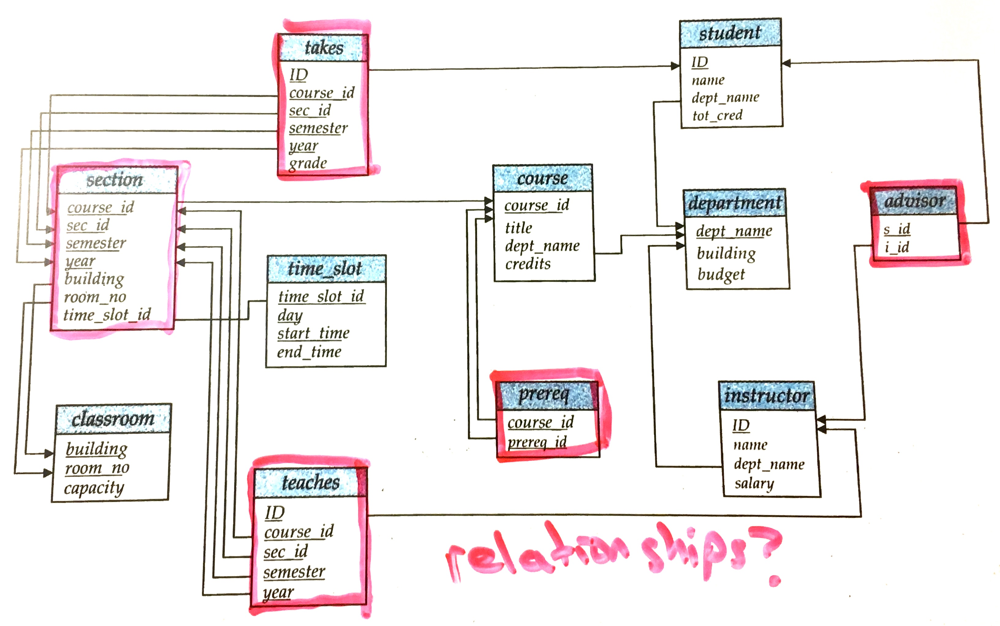 takes
ID
course_id
sec_id
semester
year
grade
student
ID
name
dept_name
tot_cred
section
course_id
sec_id
semester
year
building
room_no
time_slot_id
time_slot
time_slot_id
day
start_time
end_time
course
course_id
title
dept_name
credits
department
dept_name
building
budget
advisor
s_id
i_id
classroom
building
room_no
capacity
prereq
course_id
prereq_id
instructor
ID
name
dept_name
salary
teaches
ID
course_id
sec_id
semester
year
relationships?